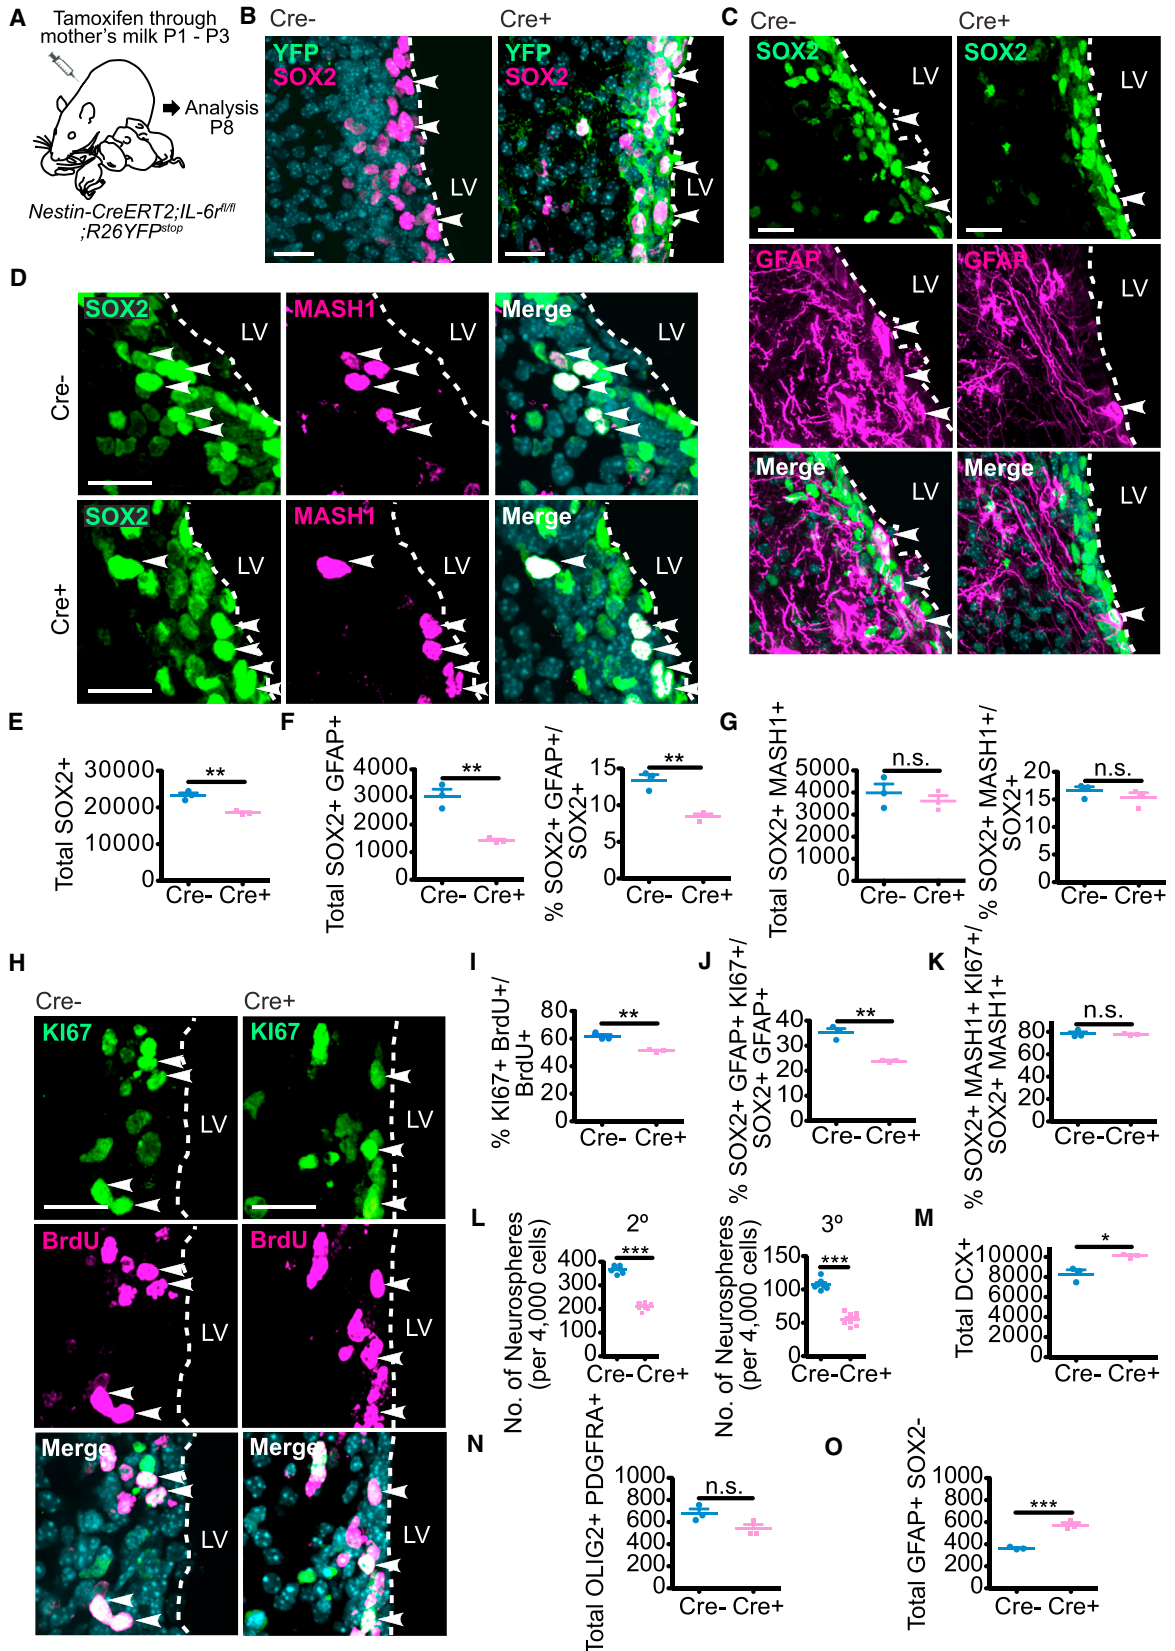 A
Tamoxifen through
mother's milk P1 - P3
Analysis
P8
Nestin-CreERT2;IL-6r^fl/fl
;R26YFP^stop
B
Cre-
Cre+
YFP
SOX2
LV
YFP
SOX2
LV
C
Cre-
Cre+
SOX2
LV
SOX2
LV
GFAP
LV
GFAP
LV
Merge
LV
Merge
LV
D
Cre-
SOX2
LV
MASH1
LV
Merge
LV
Cre+
SOX2
LV
MASH1
LV
Merge
LV
E
Total SOX2+
30000
20000
10000
0
**
Cre- Cre+
F
Total SOX2+ GFAP+
4000
3000
2000
1000
0
**
Cre- Cre+
% SOX2+ GFAP+/
SOX2+
15
10
5
0
**
Cre- Cre+
G
Total SOX2+ MASH1+
5000
4000
3000
2000
1000
0
n.s.
Cre- Cre+
% SOX2+ MASH1+/
SOX2+
20
15
10
5
0
n.s.
Cre- Cre+
H
Cre-
Cre+
KI67
LV
KI67
LV
BrdU
LV
BrdU
LV
Merge
LV
Merge
LV
I
% KI67+ BrdU+/
BrdU+
80
60
40
20
0
**
Cre- Cre+
J
% SOX2+ GFAP+ KI67+/
SOX2+ GFAP+
40
30
20
10
0
**
Cre- Cre+
K
% SOX2+ MASH1+ KI67+/
SOX2+ MASH1+
80
60
40
20
0
n.s.
Cre-Cre+
L
2º
No. of Neurospheres
(per 4,000 cells)
400
300
200
100
0
***
Cre-Cre+
3º
No. of Neurospheres
(per 4,000 cells)
150
100
50
0
***
Cre-Cre+
M
Total DCX+
10000
8000
6000
4000
2000
0
*
Cre- Cre+
N
Total OLIG2+ PDGFRA+
1000
800
600
400
200
0
n.s.
Cre- Cre+
O
Total GFAP+ SOX2-
1000
800
600
400
200
0
***
Cre- Cre+